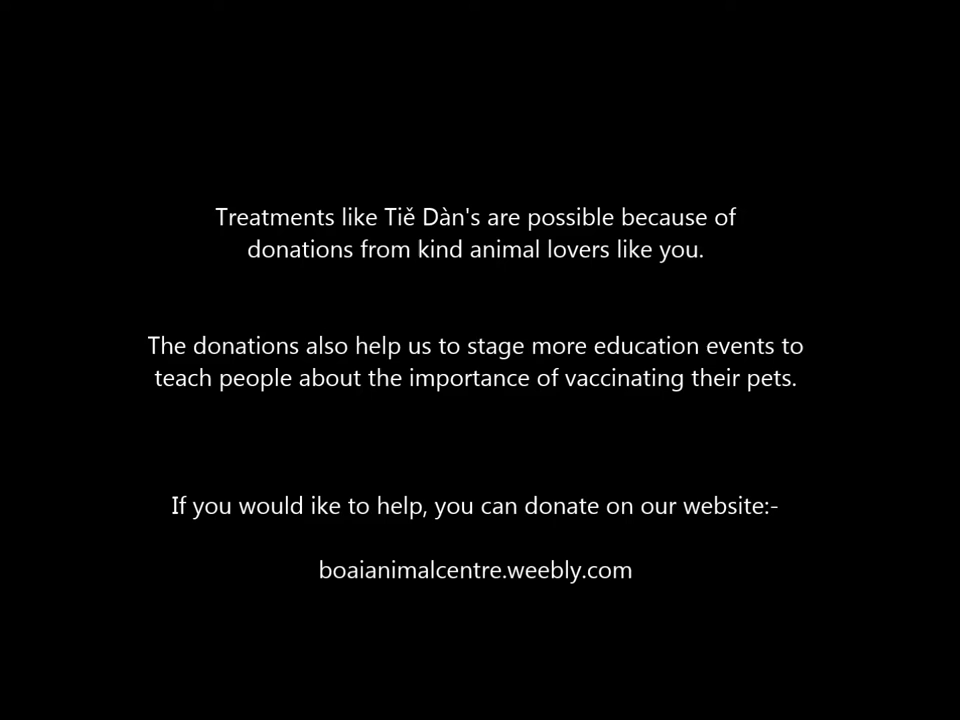 Treatments like Tiě Dàn's are possible because of
donations from kind animal lovers like you.
The donations also help us to stage more education events to
teach people about the importance of vaccinating their pets.
If you would ike to help, you can donate on our website:-
boaianimalcentre.weebly.com